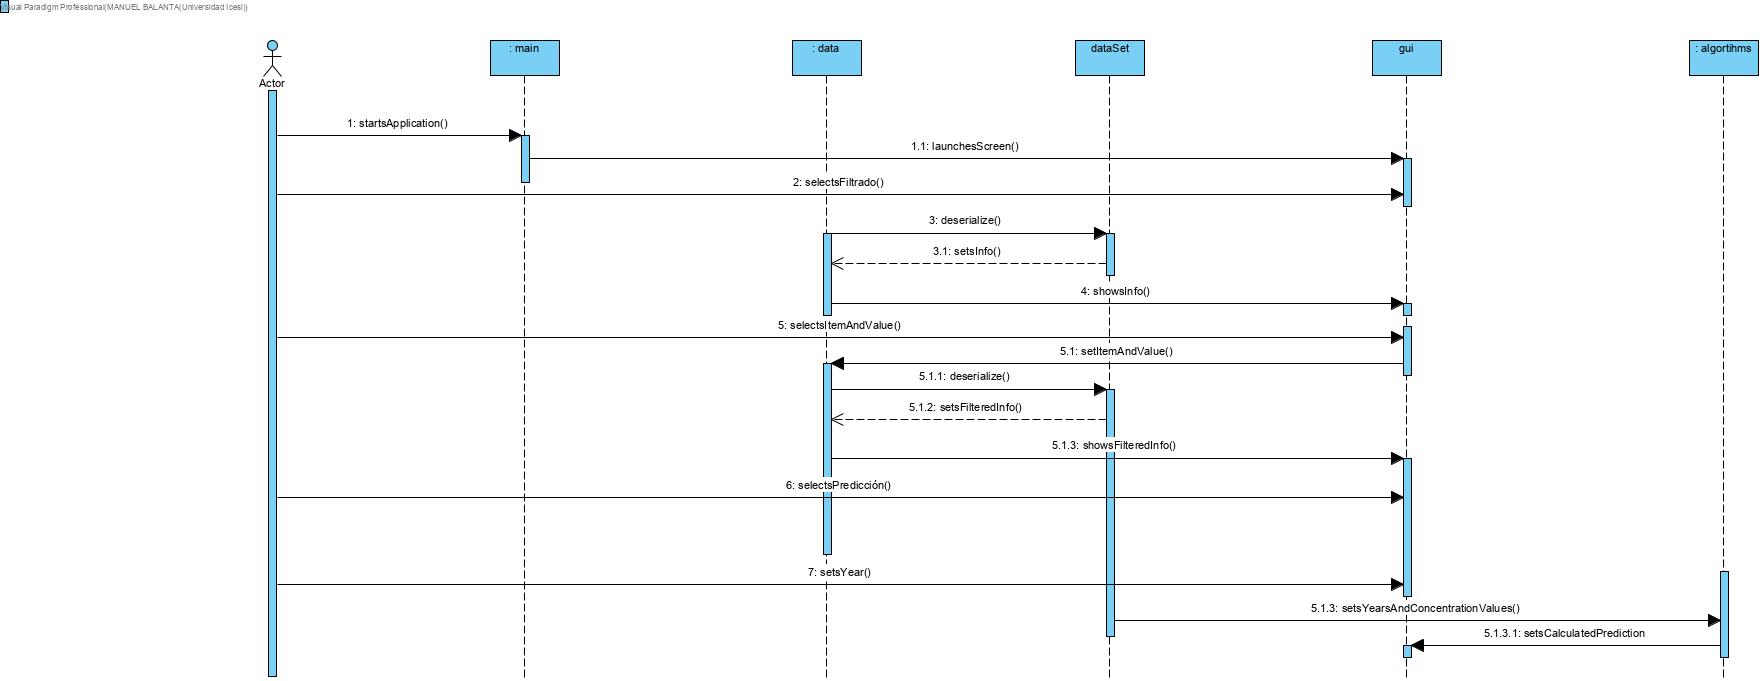 Visual Paradigm Professional(MANUEL BALANTA(Universidad Icesi))
Actor
: main
: data
dataSet
gui
: algortihms
1: startsApplication()
1.1: launchesScreen()
2: selectsFiltrado()
3: deserialize()
3.1: setsInfo()
4: showsInfo()
5: selectsItemAndValue()
5.1: setItemAndValue()
5.1.1: deserialize()
5.1.2: setsFilteredInfo()
5.1.3: showsFilteredInfo()
6: selectsPredicción()
7: setsYear()
5.1.3: setsYearsAndConcentrationValues()
5.1.3.1: setsCalculatedPrediction